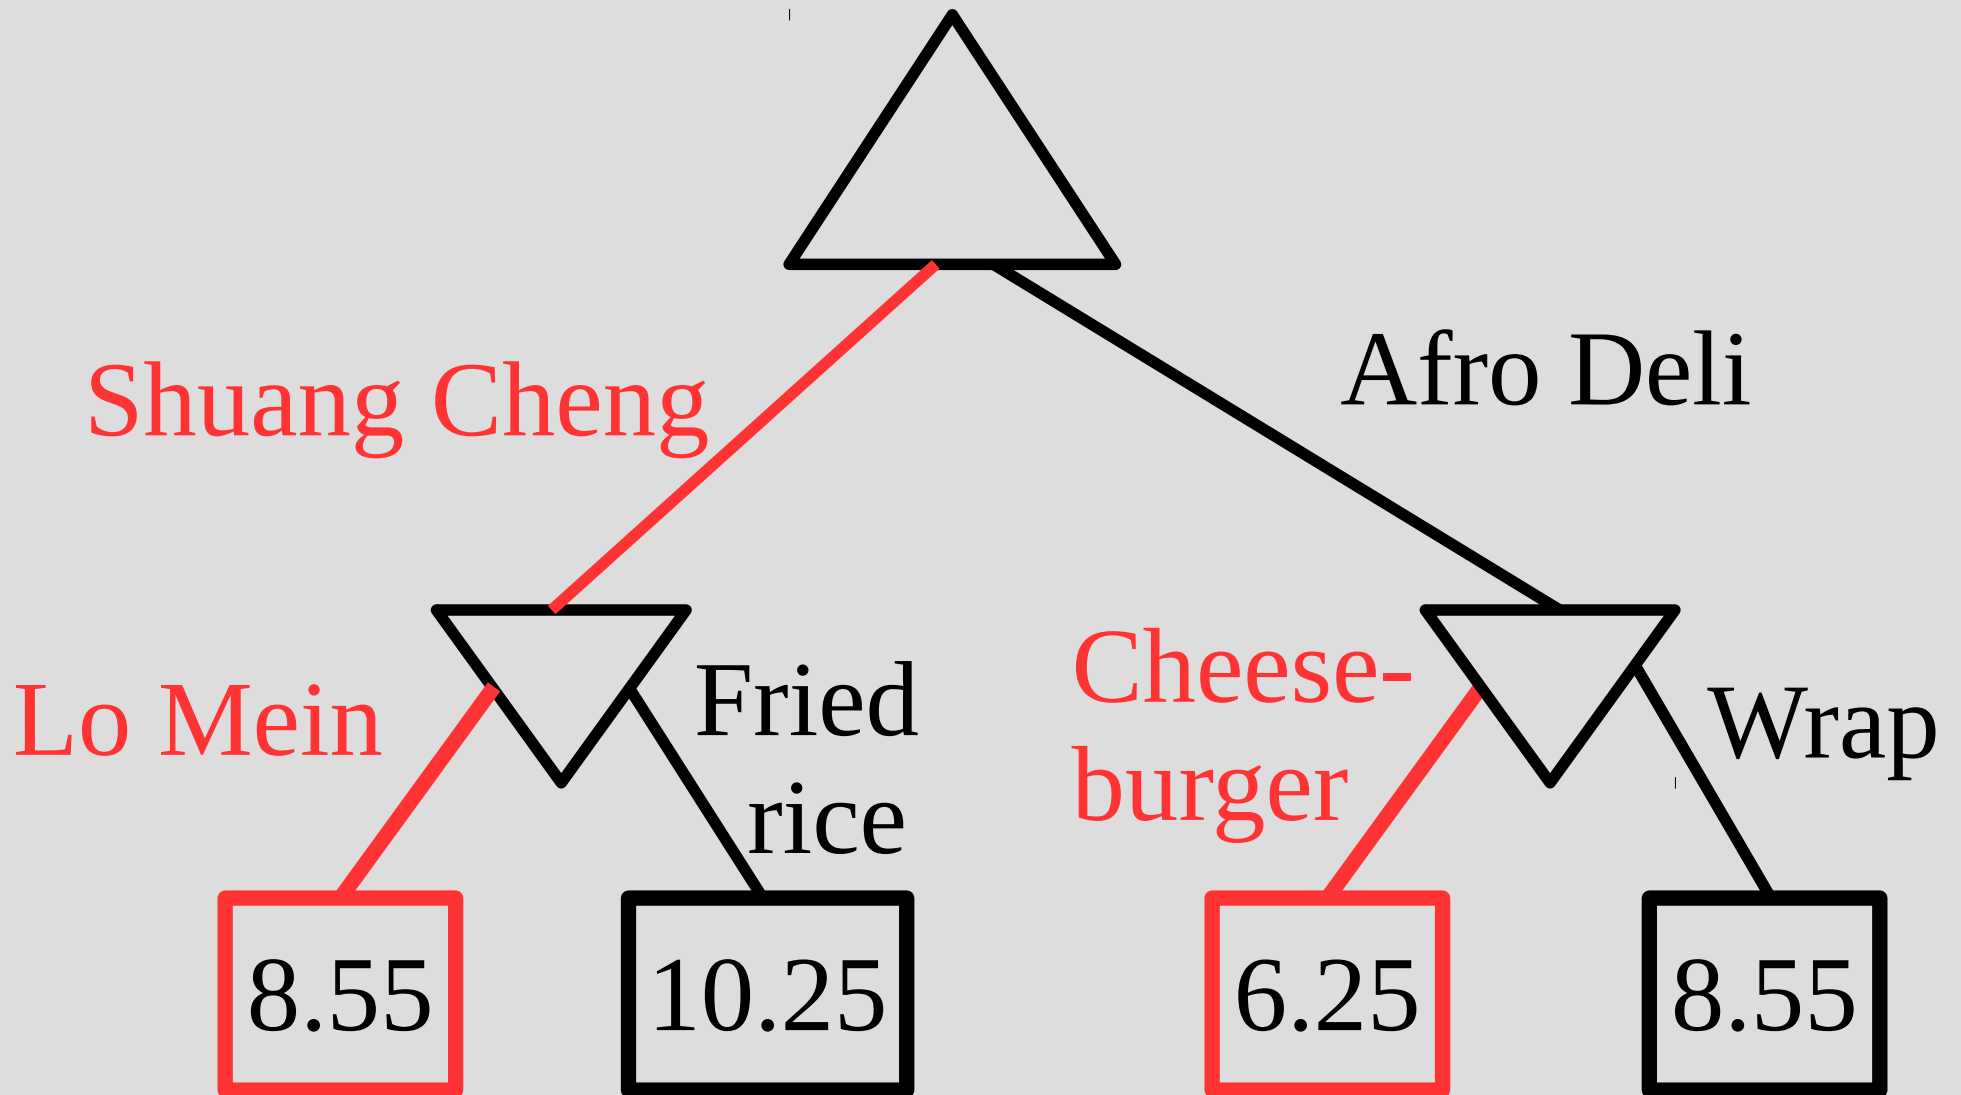 Afro Deli
Shuang Cheng
Lo Mein
Fried
rice
Cheese-
burger
Wrap
8.55
10.25
6.25
8.55